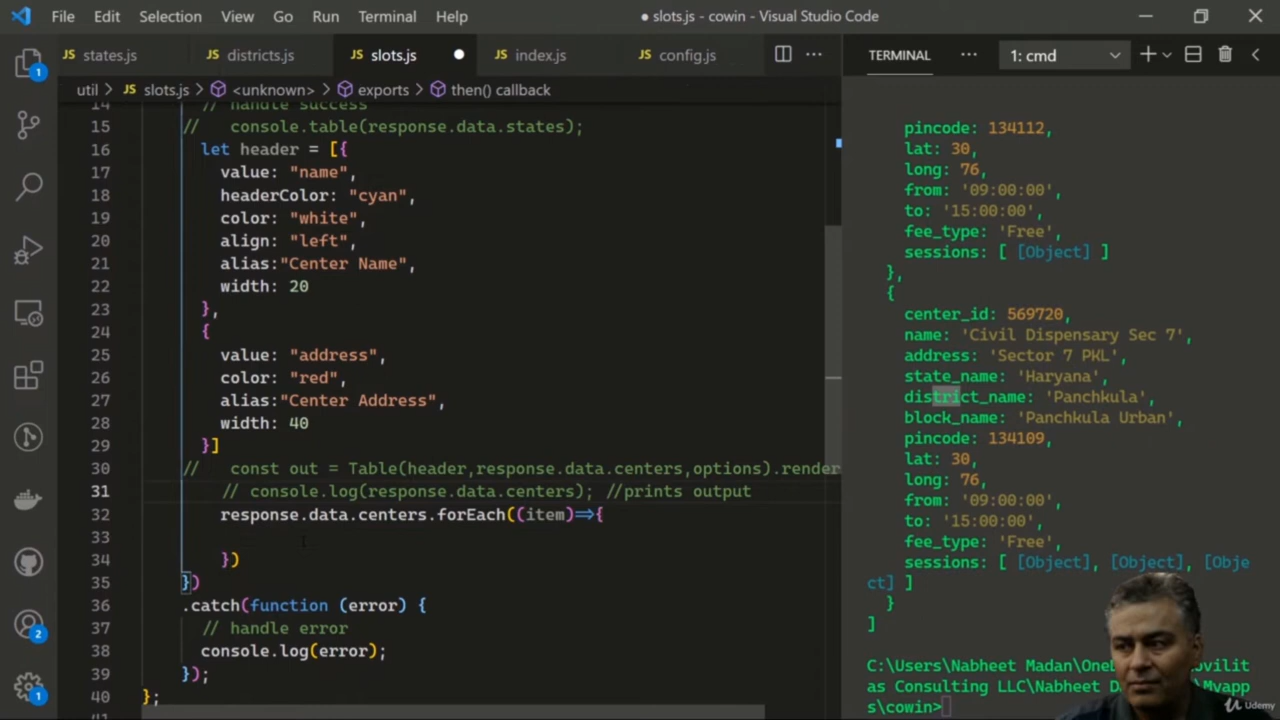 File Edit Selection View Go Run Terminal Help
● slots.js - cowin - Visual Studio Code
JS states.js JS districts.js JS slots.js JS index.js JS config.js
util > JS slots.js > <unknown> > exports > then() callback
14 // handle success
15 // console.table(response.data.states);
16 let header = [{
17 value: "name",
18 headerColor: "cyan",
19 color: "white",
20 align: "left",
21 alias:"Center Name",
22 width: 20
23 },
24 {
25 value: "address",
26 color: "red",
27 alias:"Center Address",
28 width: 40
29 }]
30 // const out = Table(header,response.data.centers,options).render
31 // console.log(response.data.centers); //prints output
32 response.data.centers.forEach((item)=>{
33
34 })
35 })
36 .catch(function (error) {
37 // handle error
38 console.log(error);
39 });
40 };
41
1
2
1
TERMINAL 1: cmd
pincode: 134112,
lat: 30,
long: 76,
from: '09:00:00',
to: '15:00:00',
fee_type: 'Free',
sessions: [ [Object] ]
},
{
center_id: 569720,
name: 'Civil Dispensary Sec 7',
address: 'Sector 7 PKL',
state_name: 'Haryana',
district_name: 'Panchkula',
block_name: 'Panchkula Urban',
pincode: 134109,
lat: 30,
long: 76,
from: '09:00:00',
to: '15:00:00',
fee_type: 'Free',
sessions: [ [Object], [Object], [Obje
ct] ]
}
]
C:\Users\Nabheet Madan\One
as Consulting LLC\Nabheet
s\cowin>
Udemy